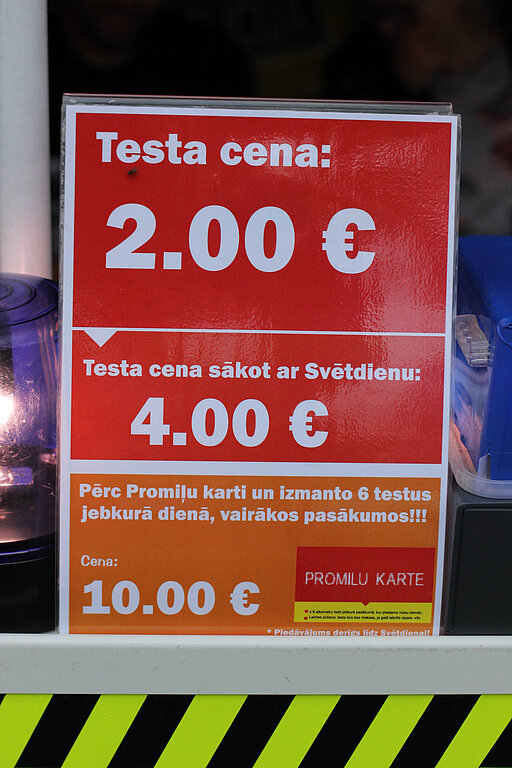 Testa cena:
2.00 €
Testa cena sākot ar Svētdienu:
4.00 €
Pērc Promiļu karti un izmanto 6 testus
jebkurā dienā, vairākos pasākumos!!!
Cena:
10.00 €
PROMIĻU KARTE
* Piedāvājums derīgs līdz Svētdienai!